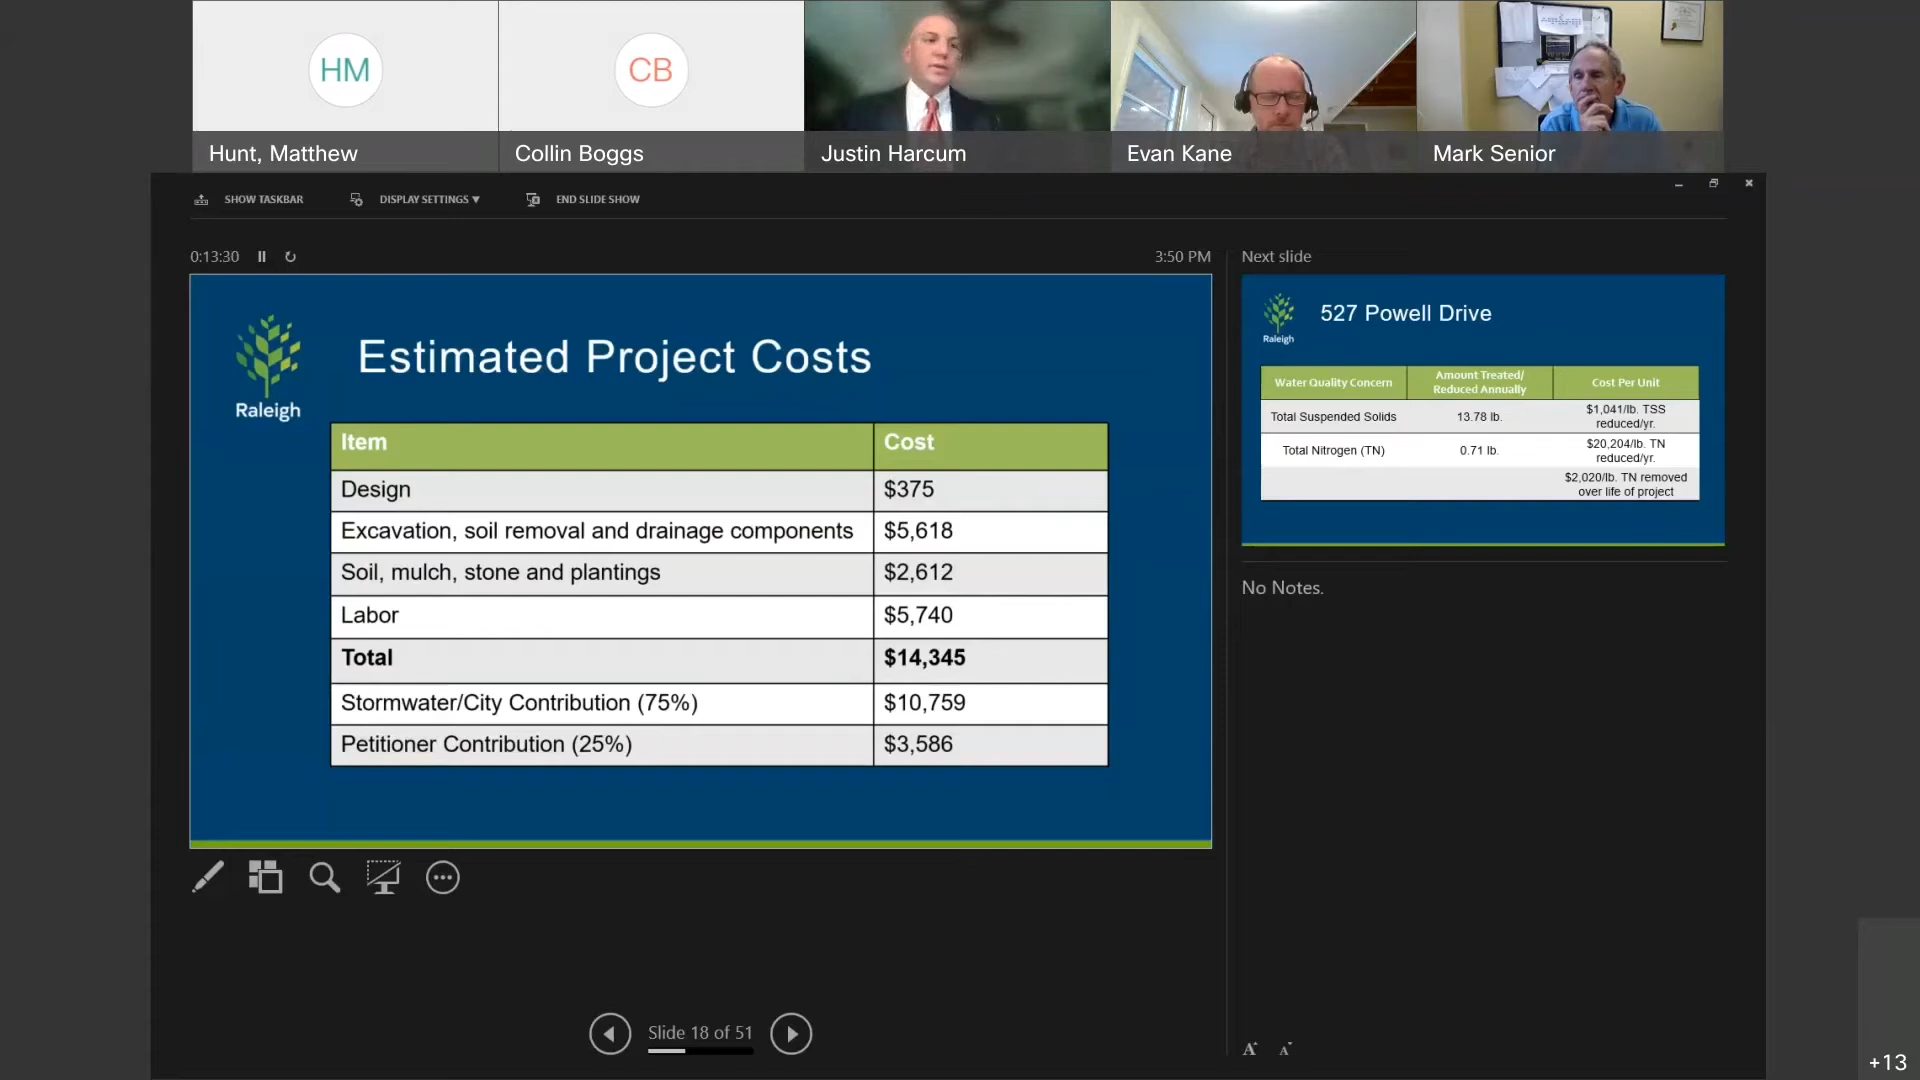 HM
CB
Hunt, Matthew
Collin Boggs
Justin Harcum
Evan Kane
Mark Senior
SHOW TASKBAR
DISPLAY SETTINGS ▼
END SLIDE SHOW
0:13:30
3:50 PM
Raleigh
Estimated Project Costs
Item Cost
Design $375
Excavation, soil removal and drainage components $5,618
Soil, mulch, stone and plantings $2,612
Labor $5,740
Total $14,345
Stormwater/City Contribution (75%) $10,759
Petitioner Contribution (25%) $3,586
Slide 18 of 51
Next slide
Raleigh
527 Powell Drive
Water Quality Concern
Amount Treated/
Reduced Annually
Cost Per Unit
Total Suspended Solids
13.78 lb.
$1,041/lb. TSS
reduced/yr.
Total Nitrogen (TN)
0.71 lb.
$20,204/lb. TN
reduced/yr.
$2,020/lb. TN removed
over life of project
No Notes.
A A
+13